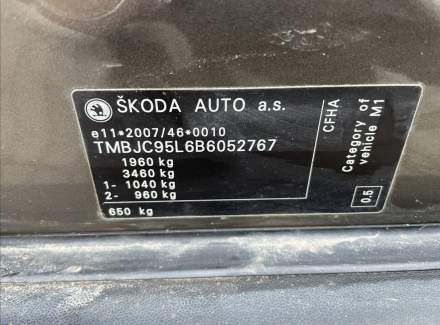 ŠKODA AUTO a.s.
e11*2007/46*0010
TMBJC95L6B6052767
1960 kg
3460 kg
1- 1040 kg
2- 960 kg
650 kg
CFHA
Category of
vehicle M1
0.5